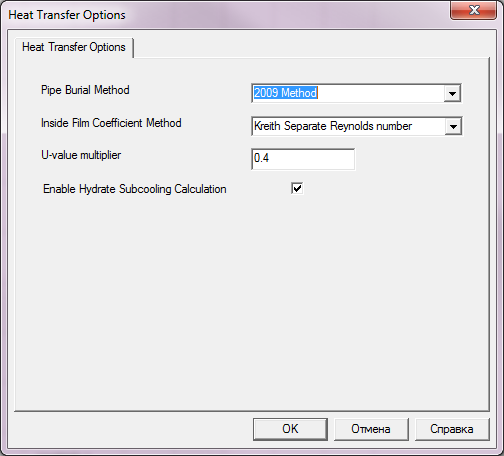 Heat Transfer Options
Heat Transfer Options
Pipe Burial Method 2009 Method
Inside Film Coefficient Method Kreith Separate Reynolds number
U-value multiplier 0.4
Enable Hydrate Subcooling Calculation
OK Отмена Справка